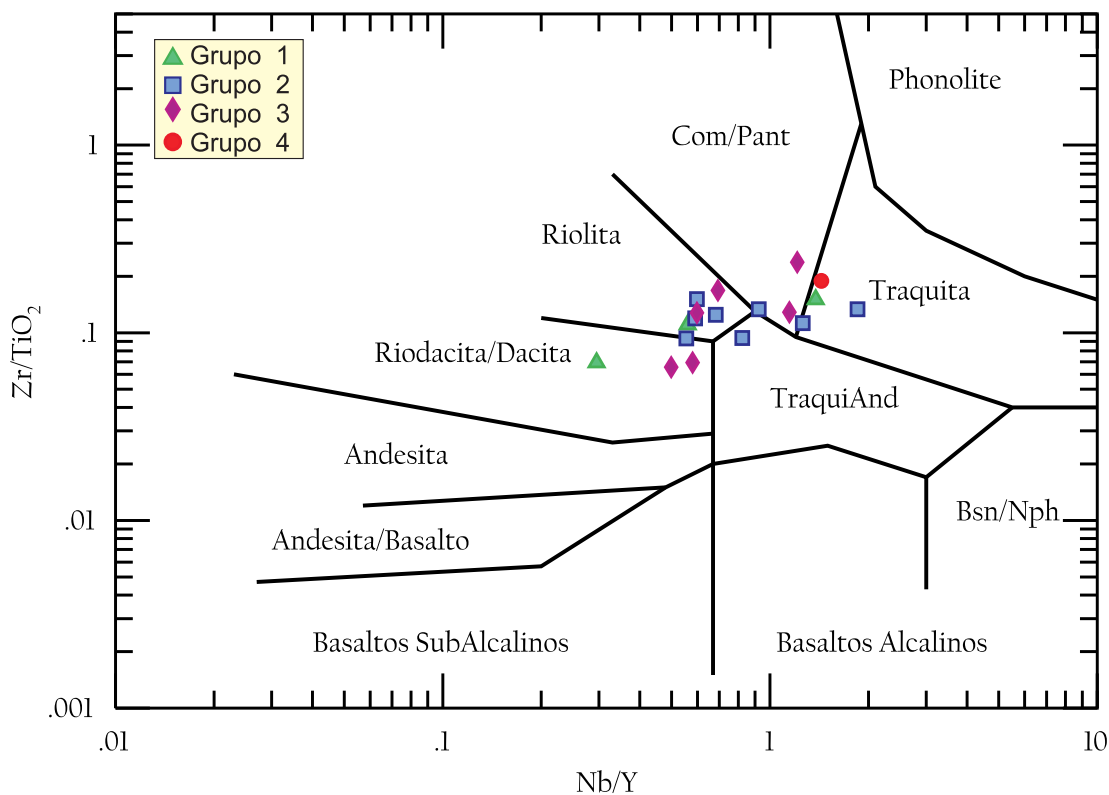 Grupo 1
Grupo 2
Grupo 3
Grupo 4
Phonolite
Com/Pant
Riolita
Traquita
Riodacita/Dacita
TraquiAnd
Andesita
Bsn/Nph
Andesita/Basalto
Basaltos SubAlcalinos
Basaltos Alcalinos
Zr/TiO₂
1
0.1
.01
.001
.01
.1
1
10
Nb/Y